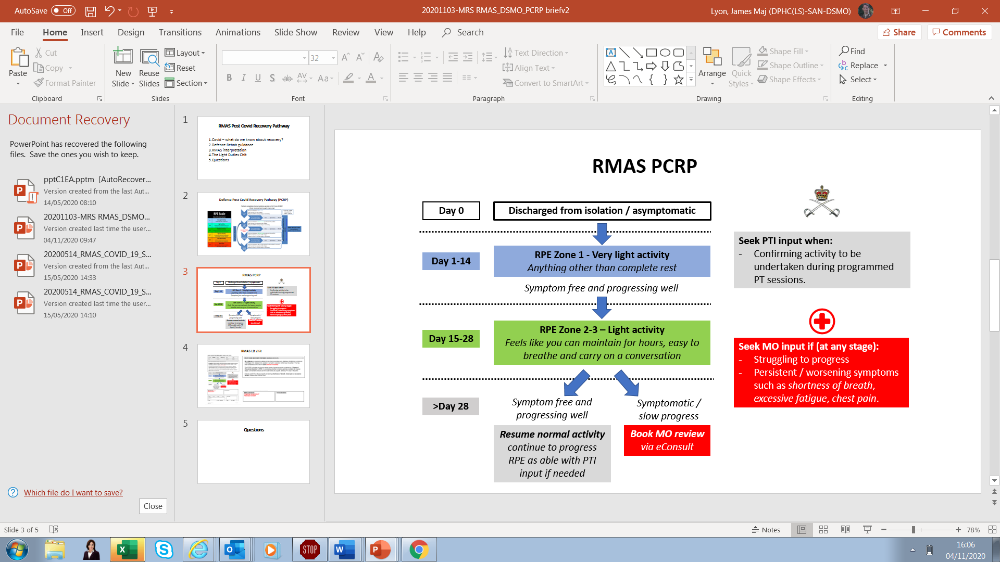 AutoSave Off
20201103-MRS RMAS_DSMO_PCRP briefv2
Lyon, James Maj (DPHC(LS)-SAN-DSMO)
File Home Insert Design Transitions Animations Slide Show Review View Help Search
Share Comments
Paste
Cut
Copy
Format Painter
Clipboard
New Slide
Reuse Slides
Layout
Reset
Section
Slides
32
B I U S ab AV Aa A
Font
Text Direction
Align Text
Convert to SmartArt
Paragraph
Arrange
Quick Styles
Shape Fill
Shape Outline
Shape Effects
Drawing
Find
Replace
Select
Editing
Document Recovery
PowerPoint has recovered the following
files. Save the ones you wish to keep.
pptC1EA.pptm [AutoRecover...
Version created from the last Aut...
14/05/2020 08:10
20201103-MRS RMAS_DSMO...
Version created last time the user...
04/11/2020 09:47
20200514_RMAS_COVID_19_S...
Version created from the last Aut...
15/05/2020 14:33
20200514_RMAS_COVID_19_S...
Version created last time the user...
15/05/2020 14:10
Which file do I want to save?
Close
1
RMAS Post Covid Recovery Pathway
1.Covid – what do we know about recovery?
2.Defence Rehab guidance
3.RMAS interpretation
4.The Light Duties Chit
5.Questions
2
Defence Post Covid Recovery Pathway (PCRP)
RPE Scale
3
RMAS PCRP
4
RMAS LD chit
5
Questions
RMAS PCRP
Day 0
Discharged from isolation / asymptomatic
Day 1-14
RPE Zone 1 - Very light activity
Anything other than complete rest
Symptom free and progressing well
Day 15-28
RPE Zone 2-3 – Light activity
Feels like you can maintain for hours, easy to
breathe and carry on a conversation
>Day 28
Symptom free and
progressing well
Symptomatic /
slow progress
Resume normal activity
continue to progress
RPE as able with PTI
input if needed
Book MO review
via eConsult
Seek PTI input when:
- Confirming activity to be
undertaken during programmed
PT sessions.
Seek MO input if (at any stage):
- Struggling to progress
- Persistent / worsening symptoms
such as shortness of breath,
excessive fatigue, chest pain.
Slide 3 of 5
Notes
78%
STOP
16:06
04/11/2020